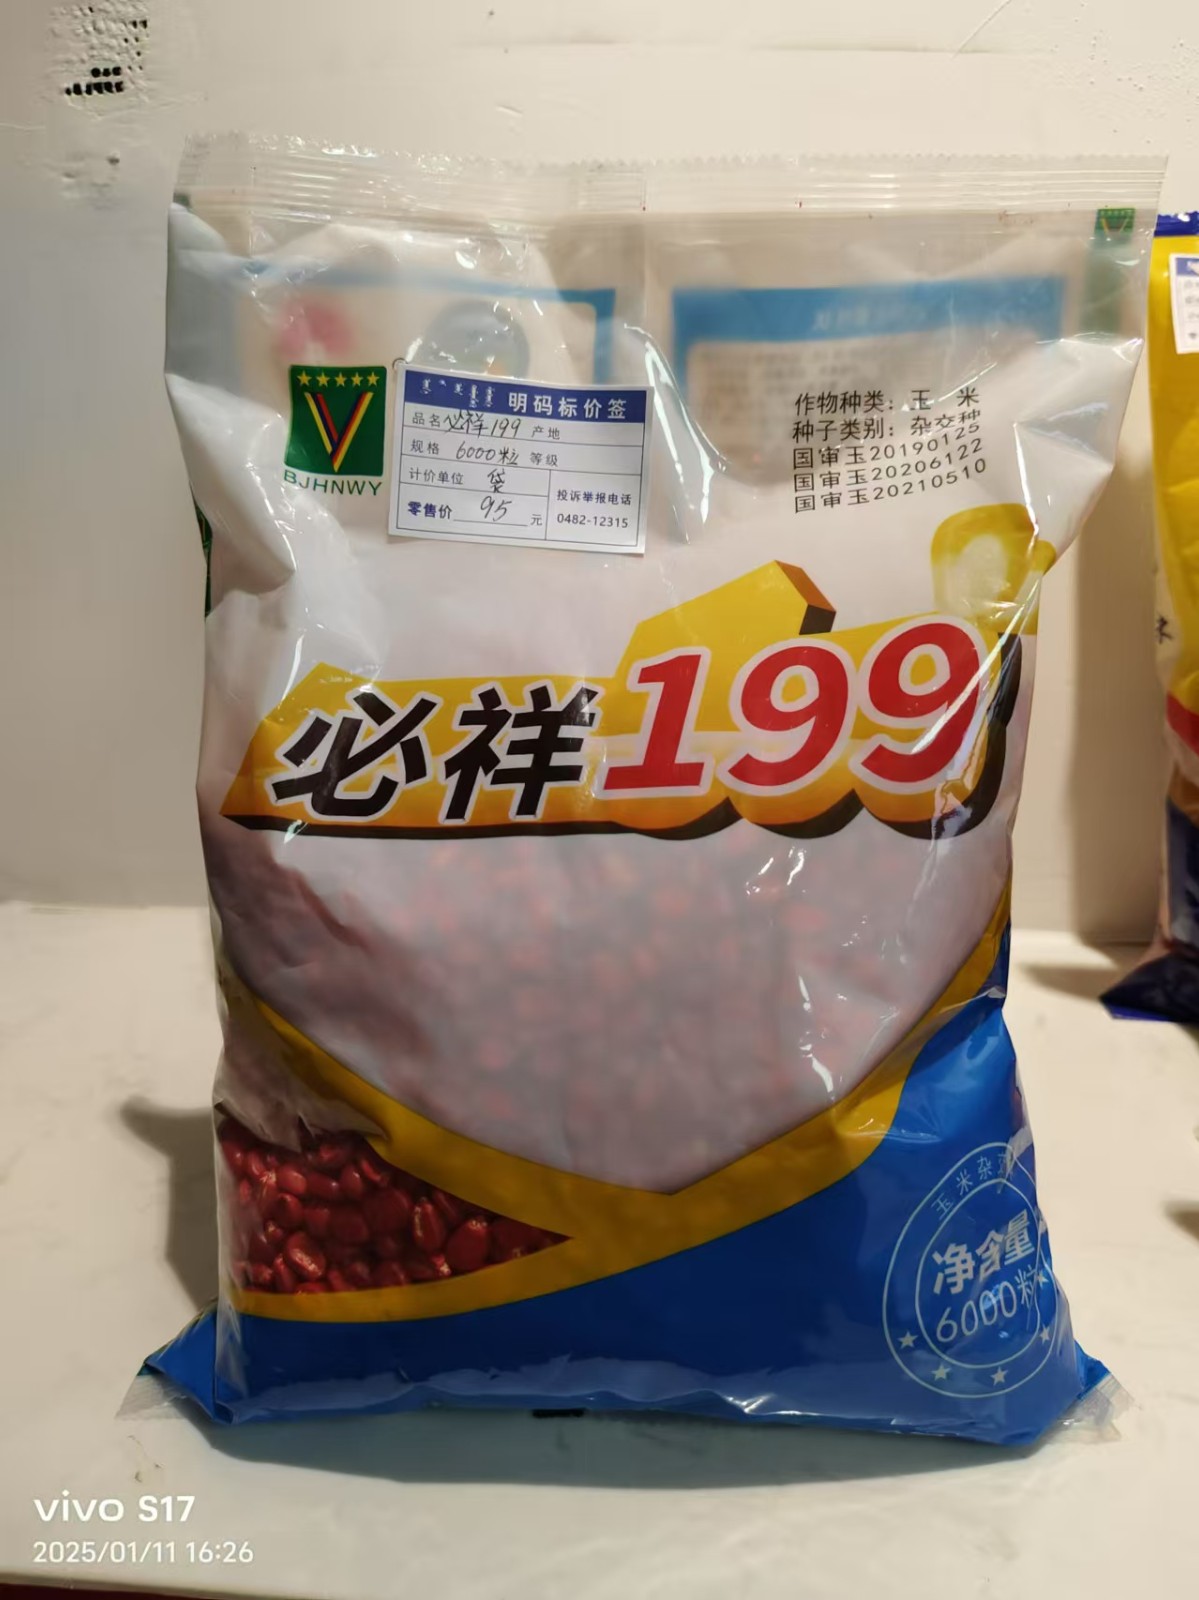 BJHNWY
明码标价签
品名 必祥199 产地
规格 6000粒 等级
计价单位 袋
零售价 95 元
投诉举报电话
0482-12315
作物种类：玉 米
种子类别：杂交种
国审玉20190125
国审玉20206122
国审玉20210510
必祥199
玉米杂
净含量
6000粒
vivo S17
2025/01/11 16:26